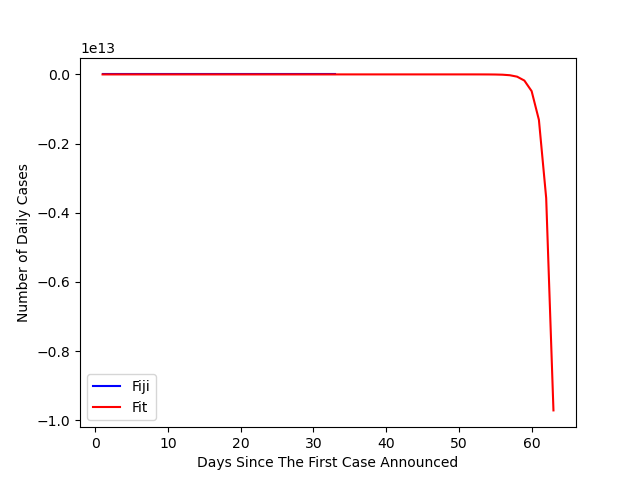 1e13
0.0
−0.2
−0.4
−0.6
−0.8
−1.0
Number of Daily Cases
Fiji
Fit
0 10 20 30 40 50 60
Days Since The First Case Announced